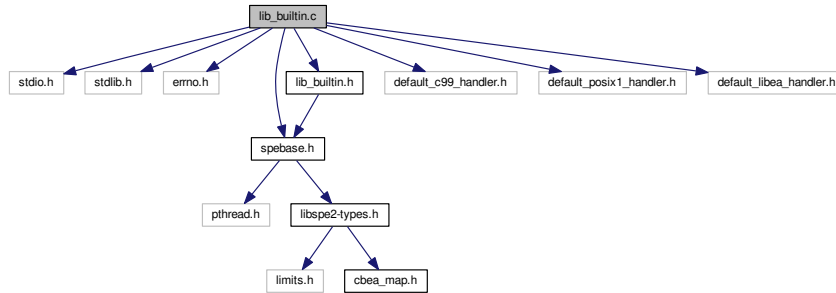 lib_builtin.c
stdio.h
stdlib.h
errno.h
lib_builtin.h
default_c99_handler.h
default_posix1_handler.h
default_libea_handler.h
spebase.h
pthread.h
libspe2-types.h
limits.h
cbea_map.h